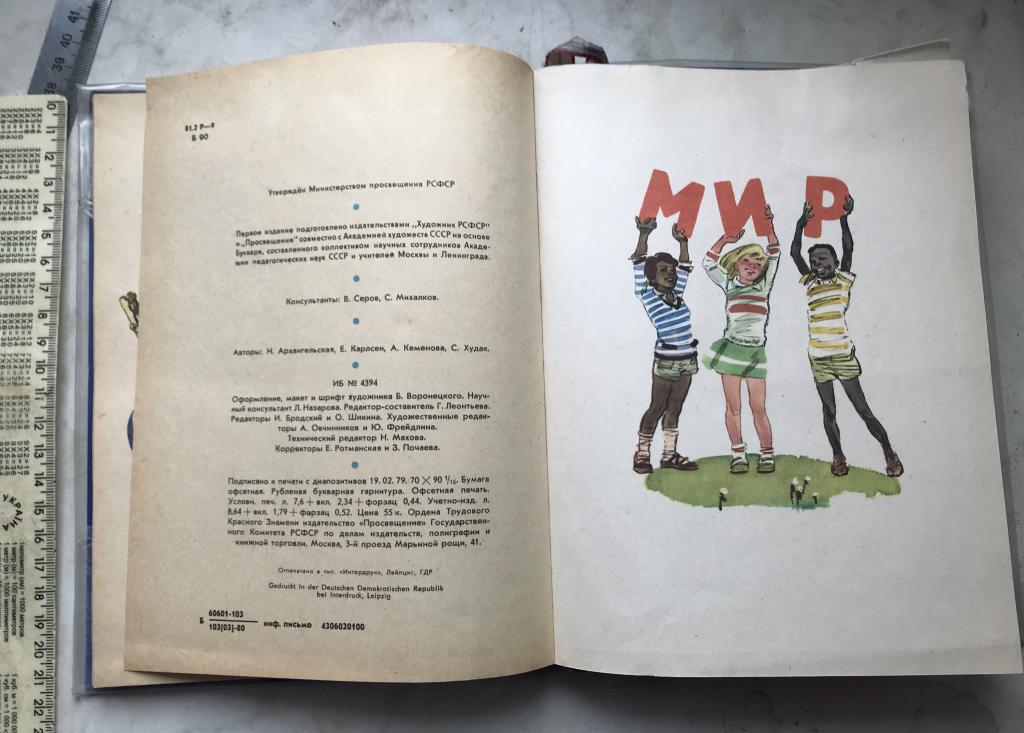 81.2 Р—9
Б 90
Утверждён Министерством просвещения РСФСР
Первое издание подготовлено издательствами „Художник РСФСР"
и „Просвещение" совместно с Академией художеств СССР на основе
Букваря, составленного коллективом научных сотрудников Акаде-
мии педагогических наук СССР и учителей Москвы и Ленинграда.
Консультанты: В. Серов, С. Михалков.
Авторы: Н. Архангельская, Е. Карлсен, А. Кеменова, С. Худак.
ИБ № 4394
Оформление, макет и шрифт художника Б. Воронецкого. Науч-
ный консультант Л. Назарова. Редактор-составитель Г. Леонтьева.
Редакторы И. Бродский и О. Шикина. Художественные редак-
торы А. Овчинников и Ю. Фрейдлина.
Технический редактор Н. Махова.
Корректоры Е. Ротманская и З. Почаева.
Подписано к печати с диапозитивов 19. 02. 79. 70 × 90 1/16. Бумага
офсетная. Рубленая букварная гарнитура. Офсетная печать.
Условн. печ. л. 7,6 + вкл. 2,34 + форзац 0,44. Учетно-изд. л.
8,64 + вкл. 1,79 + форзац 0,52. Цена 55 к. Ордена Трудового
Красного Знамени издательство «Просвещение» Государствен-
ного Комитета РСФСР по делам издательств, полиграфии и
книжной торговли. Москва, 3-й проезд Марьиной рощи, 41.
Отпечатано в тип. «Интердрук», Лейпциг, ГДР
Gedruckt in der Deutschen Demokratischen Republik
bei Interdruck, Leipzig
Б 60601-103
103(03)-80 инф. письмо 4306020100
МИР
УКРАЇНА